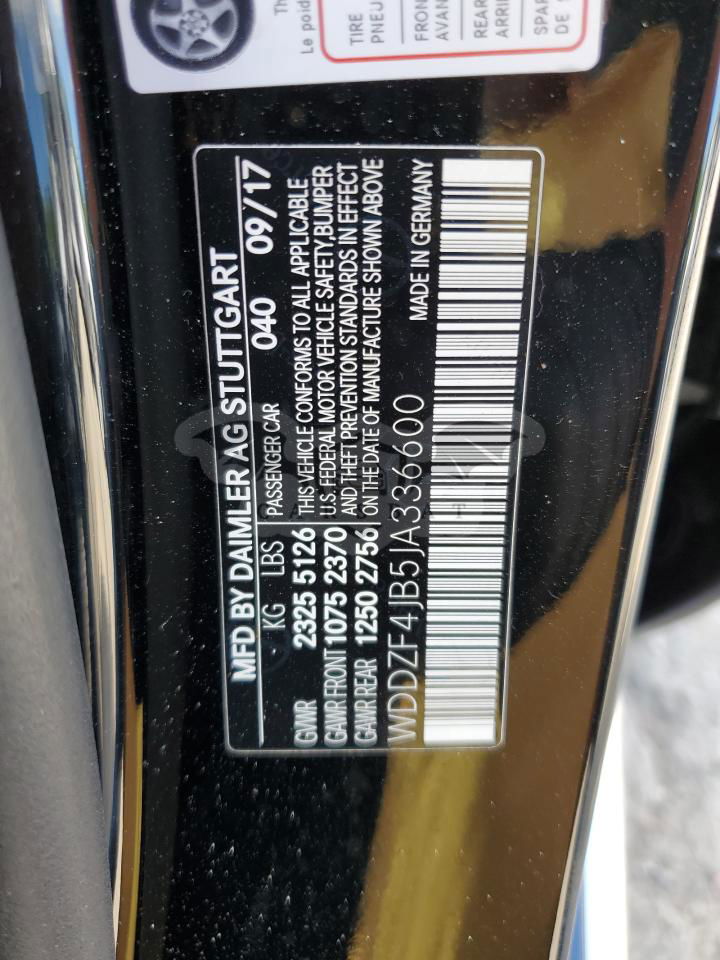 MFD BY DAIMLER AG STUTTGART
KG LBS PASSENGER CAR 040 09/17
GVWR 2325 5126 THIS VEHICLE CONFORMS TO ALL APPLICABLE
GAWR FRONT 1075 2370 U.S. FEDERAL MOTOR VEHICLE SAFETY, BUMPER
GAWR REAR 1250 2756 AND THEFT PREVENTION STANDARDS IN EFFECT
ON THE DATE OF MANUFACTURE SHOWN ABOVE
WDDZF4JB5JA336600 MADE IN GERMANY
Th
Le poid
TIRE
PNEU
FRON
AVAN
REAR
ARRI
SPAR
DE S